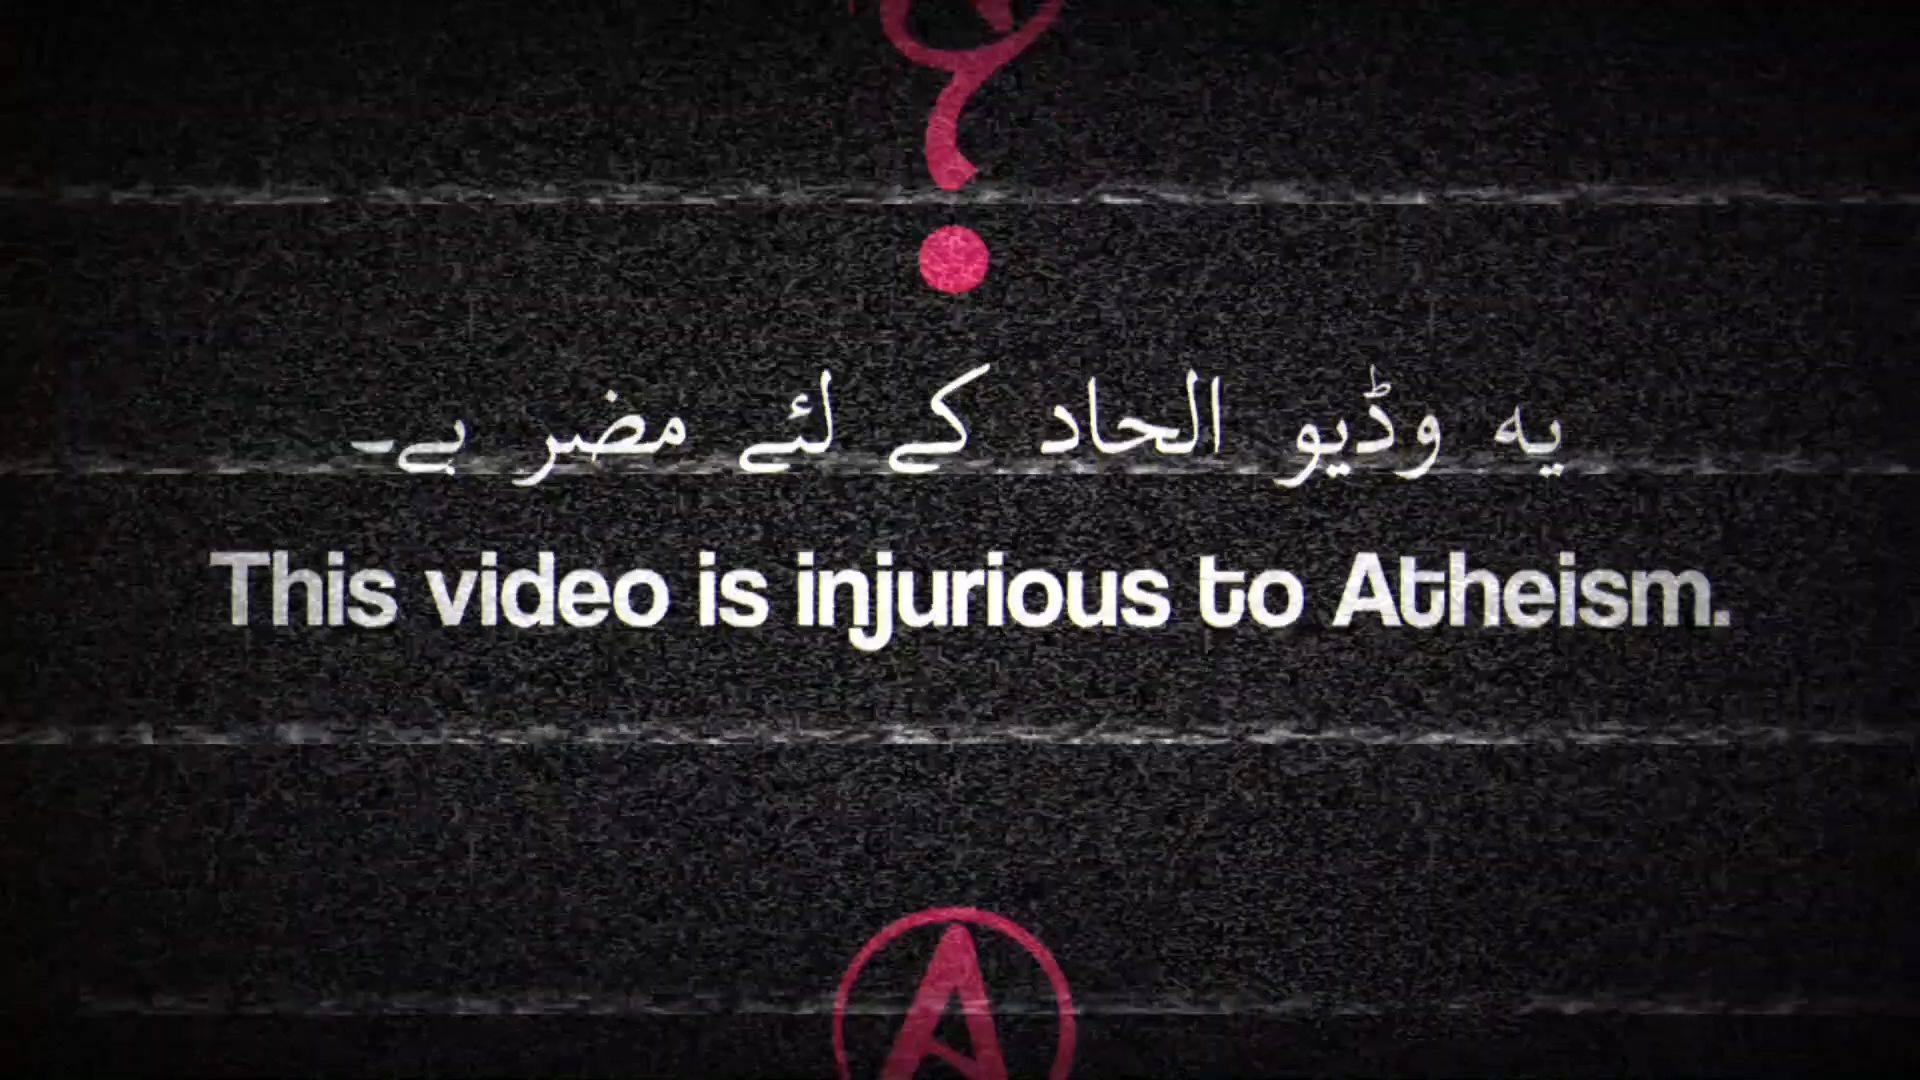 یہ وڈیو الحاد کے لئے مضر ہے۔
This video is injurious to Atheism.
A